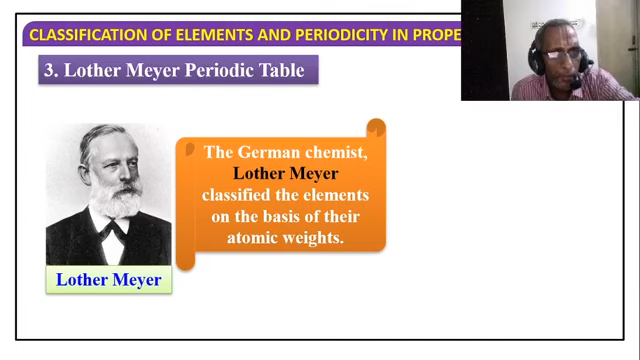 CLASSIFICATION OF ELEMENTS AND PERIODICITY IN PROPE
3. Lother Meyer Periodic Table
The German chemist,
Lother Meyer
classified the elements
on the basis of their
atomic weights.
Lother Meyer